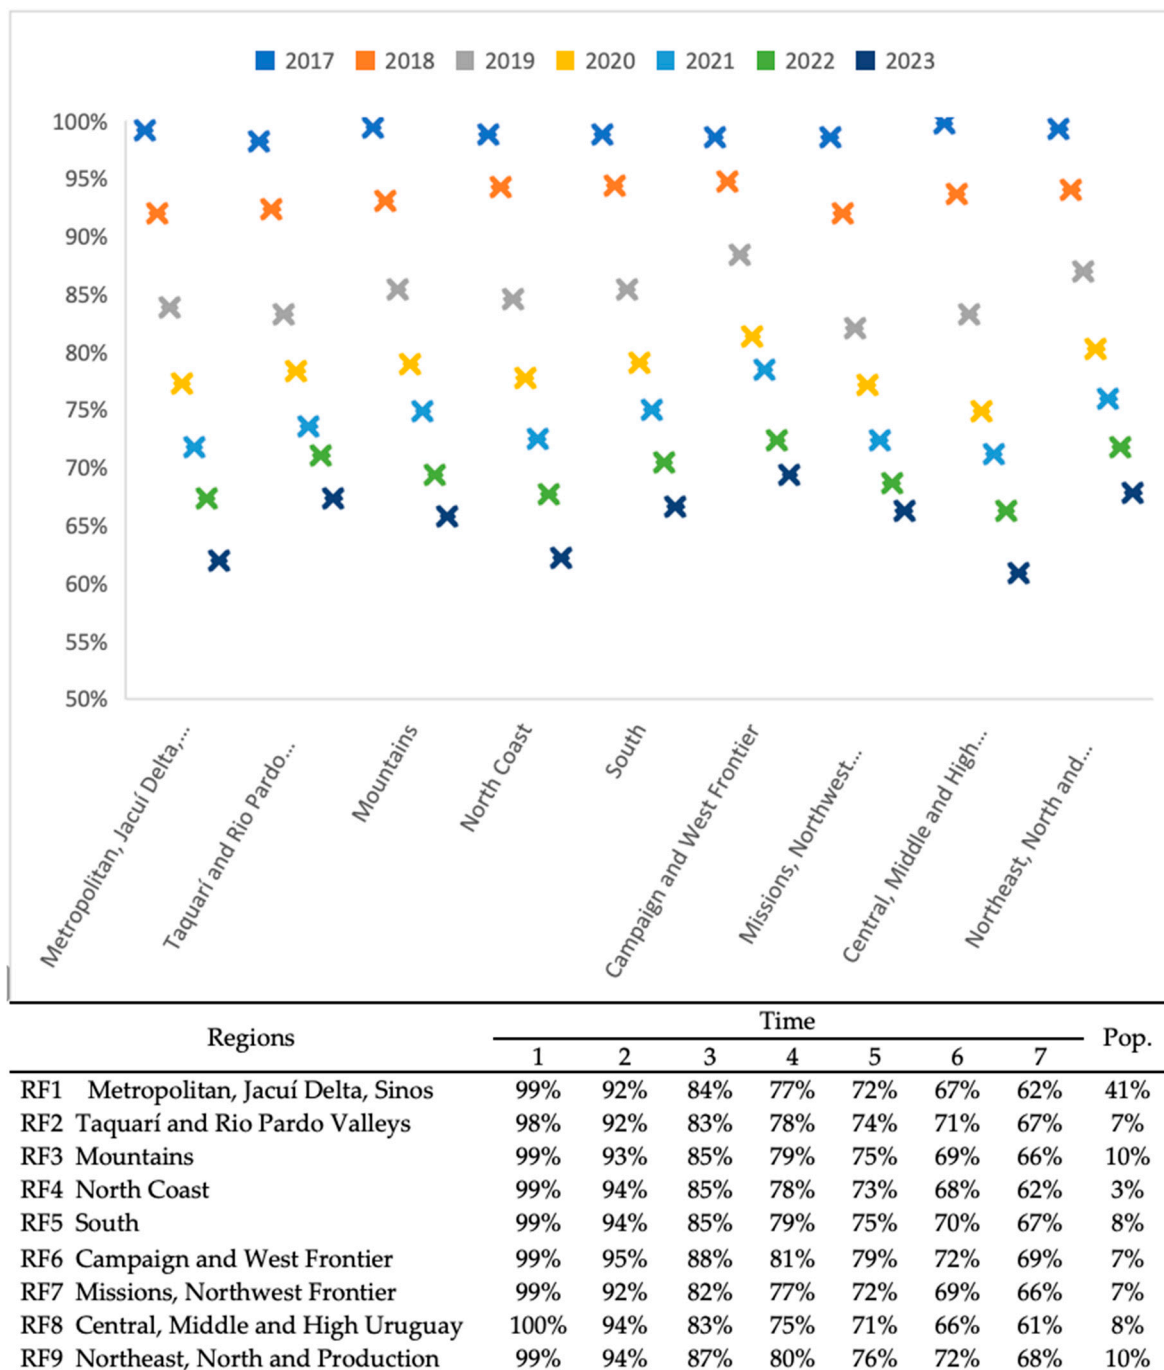 2017 2018 2019 2020 2021 2022 2023
100%
95%
90%
85%
80%
75%
70%
65%
60%
55%
50%
Metropolitan, Jacuí Delta,...
Taquarí and Rio Pardo...
Mountains
North Coast
South
Campaign and West Frontier
Missions, Northwest...
Central, Middle and High...
Northeast, North and...
Regions Time Pop.
1 2 3 4 5 6 7
RF1 Metropolitan, Jacuí Delta, Sinos 99% 92% 84% 77% 72% 67% 62% 41%
RF2 Taquarí and Rio Pardo Valleys 98% 92% 83% 78% 74% 71% 67% 7%
RF3 Mountains 99% 93% 85% 79% 75% 69% 66% 10%
RF4 North Coast 99% 94% 85% 78% 73% 68% 62% 3%
RF5 South 99% 94% 85% 79% 75% 70% 67% 8%
RF6 Campaign and West Frontier 99% 95% 88% 81% 79% 72% 69% 7%
RF7 Missions, Northwest Frontier 99% 92% 82% 77% 72% 69% 66% 7%
RF8 Central, Middle and High Uruguay 100% 94% 83% 75% 71% 66% 61% 8%
RF9 Northeast, North and Production 99% 94% 87% 80% 76% 72% 68% 10%